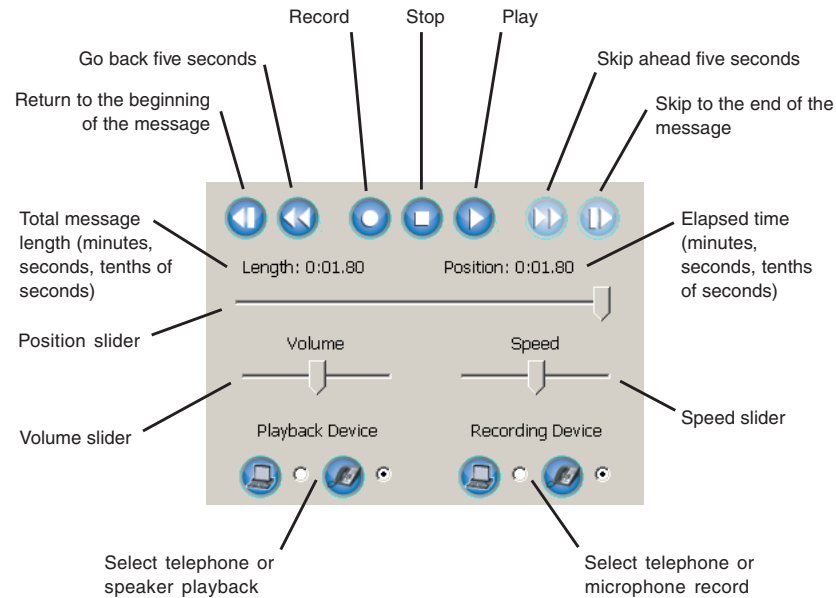 Record
Stop
Play
Go back five seconds
Skip ahead five seconds
Return to the beginning
of the message
Skip to the end of the
message
Total message
length (minutes,
seconds, tenths of
seconds)
Length: 0:01.80
Position: 0:01.80
Elapsed time
(minutes,
seconds, tenths
of seconds)
Position slider
Volume
Speed
Volume slider
Speed slider
Playback Device
Recording Device
Select telephone or
speaker playback
Select telephone or
microphone record